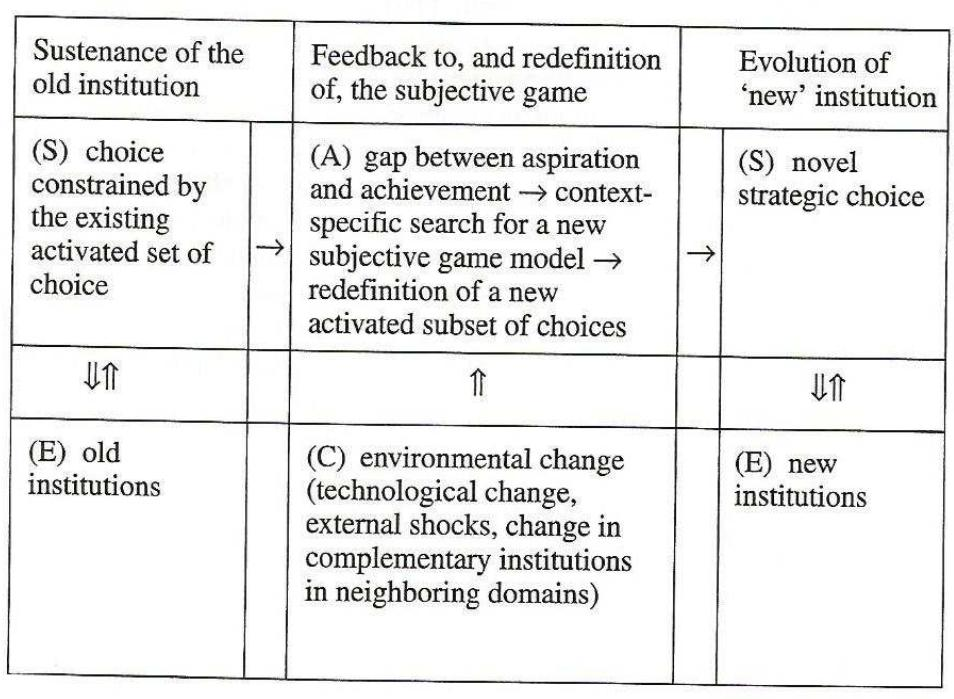 Sustenance of the
old institution
Feedback to, and redefinition
of, the subjective game
Evolution of
‘new’ institution
(S) choice
constrained by
the existing
activated set of
choice
→
(A) gap between aspiration
and achievement → context-
specific search for a new
subjective game model →
redefinition of a new
activated subset of choices
→
(S) novel
strategic choice
⇓⇑
⇑
⇓⇑
(E) old
institutions
(C) environmental change
(technological change,
external shocks, change in
complementary institutions
in neighboring domains)
(E) new
institutions